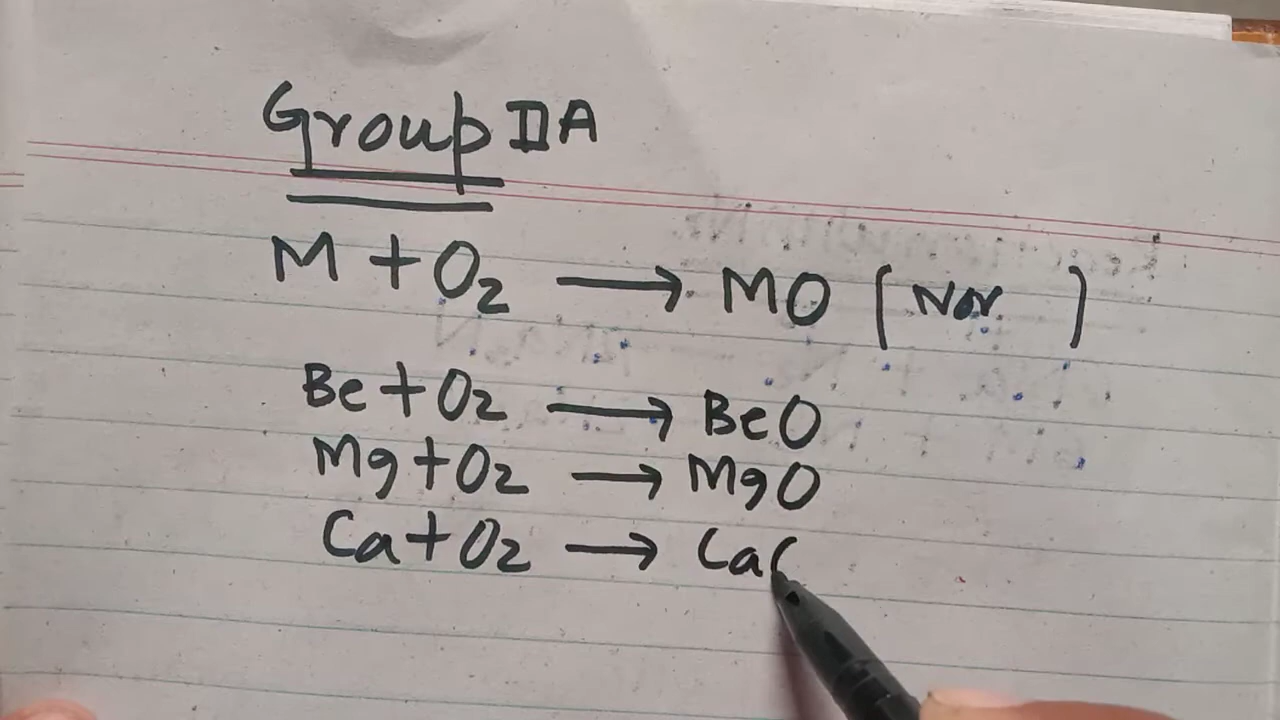 Group IIA
M + O2 → MO [ Nor. ]
Be + O2 → BeO
Mg + O2 → MgO
Ca + O2 → Ca